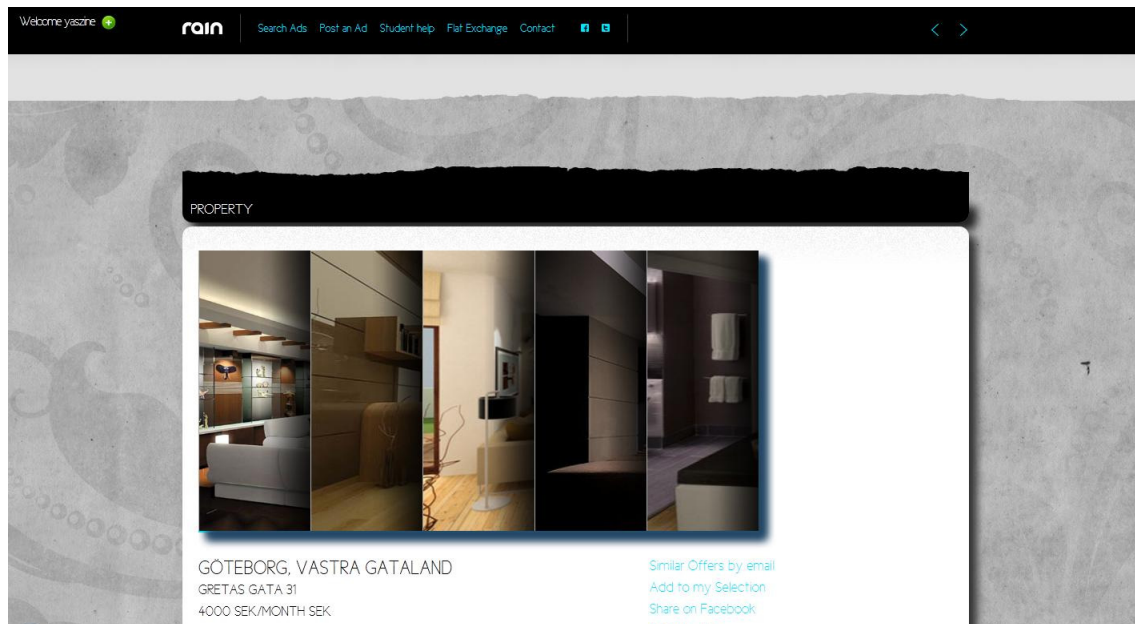 Welcome yaszine
rain
Search Ads Post an Ad Student help Flat Exchange Contact
PROPERTY
GÖTEBORG, VASTRA GATALAND
GRETAS GATA 31
4000 SEK/MONTH SEK
Similar Offers by email
Add to my Selection
Share on Facebook